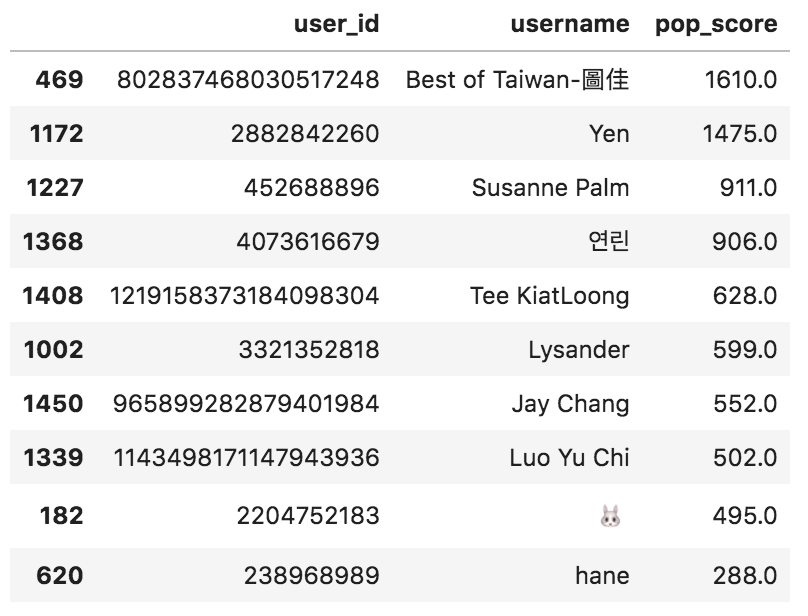 user_id username pop_score
469 802837468030517248 Best of Taiwan-圖佳 1610.0
1172 2882842260 Yen 1475.0
1227 452688896 Susanne Palm 911.0
1368 4073616679 연린 906.0
1408 1219158373184098304 Tee KiatLoong 628.0
1002 3321352818 Lysander 599.0
1450 965899282879401984 Jay Chang 552.0
1339 1143498171147943936 Luo Yu Chi 502.0
182 2204752183 🐰 495.0
620 238968989 hane 288.0